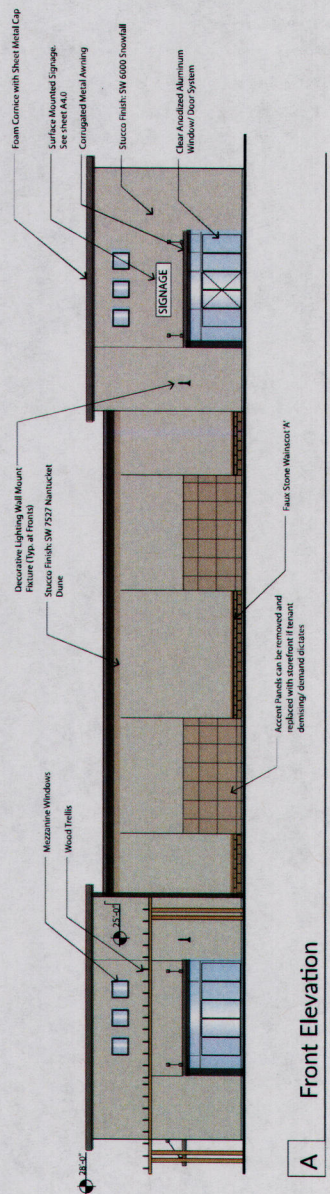 Foam Cornice with Sheet Metal Cap
Surface Mounted Signage.
See sheet A4.0
Corrugated Metal Awning
Stucco Finish: SW 6000 Snowfall
Clear Anodized Aluminum
Window/ Door System
SIGNAGE
Decorative Lighting Wall Mount
Fixture (Typ. at Fronts)
Stucco Finish: SW 7527 Nantucket
Dune
Faux Stone Wainscot 'A'
Accent Panels can be removed and
replaced with storefront if tenant
demising/ demand dictates
Mezzanine Windows
Wood Trellis
25'-0"
28'-0"
A
Front Elevation